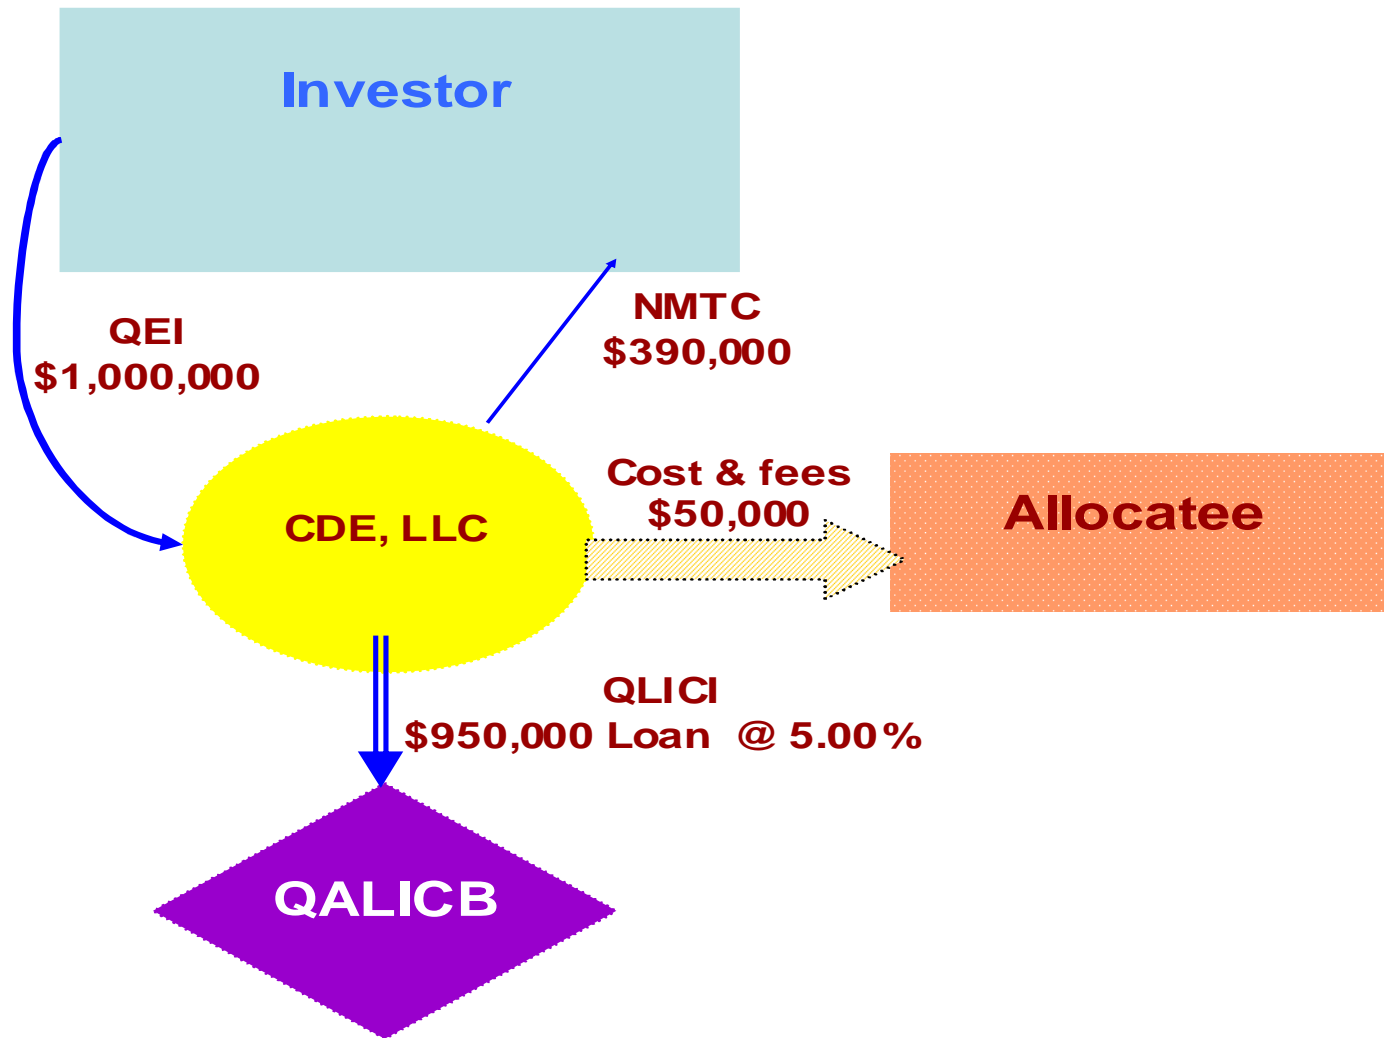 Investor
QEI
$1,000,000
NMTC
$390,000
CDE, LLC
Cost & fees
$50,000
Allocatee
QLICI
$950,000 Loan @ 5.00%
QALICB